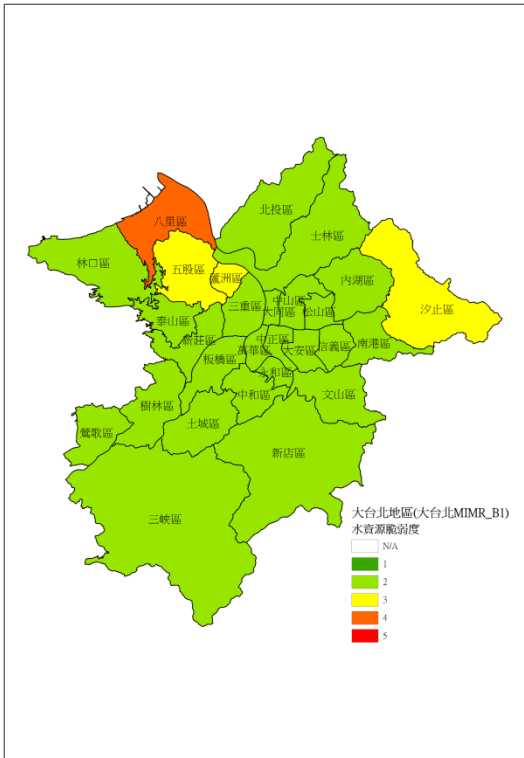 北投區
士林區
八里區
林口區
五股區
蘆洲區
內湖區
汐止區
三重區
中山區
大同區
松山區
泰山區
新莊區
中正區
萬華區
大安區
信義區
南港區
板橋區
永和區
中和區
文山區
樹林區
土城區
鶯歌區
新店區
三峽區
大台北地區(大台北MIMR_B1)
水資源脆弱度
N/A
1
2
3
4
5